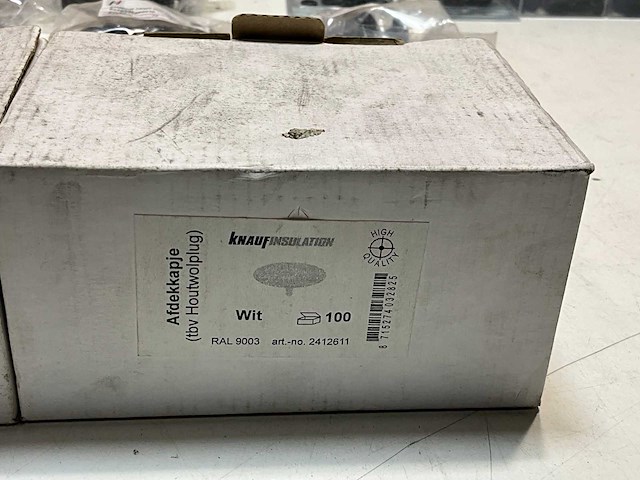 Afdekkapje
(tbv Houtwolplug)
KNAUFINSULATION
HIGH
QUALITY
Wit
100
RAL 9003 art.-no. 2412611
8 715274 032825